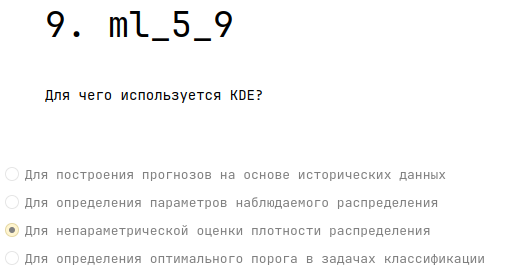 9. ml_5_9
Для чего используется KDE?
Для построения прогнозов на основе исторических данных
Для определения параметров наблюдаемого распределения
Для непараметрической оценки плотности распределения
Для определения оптимального порога в задачах классификации